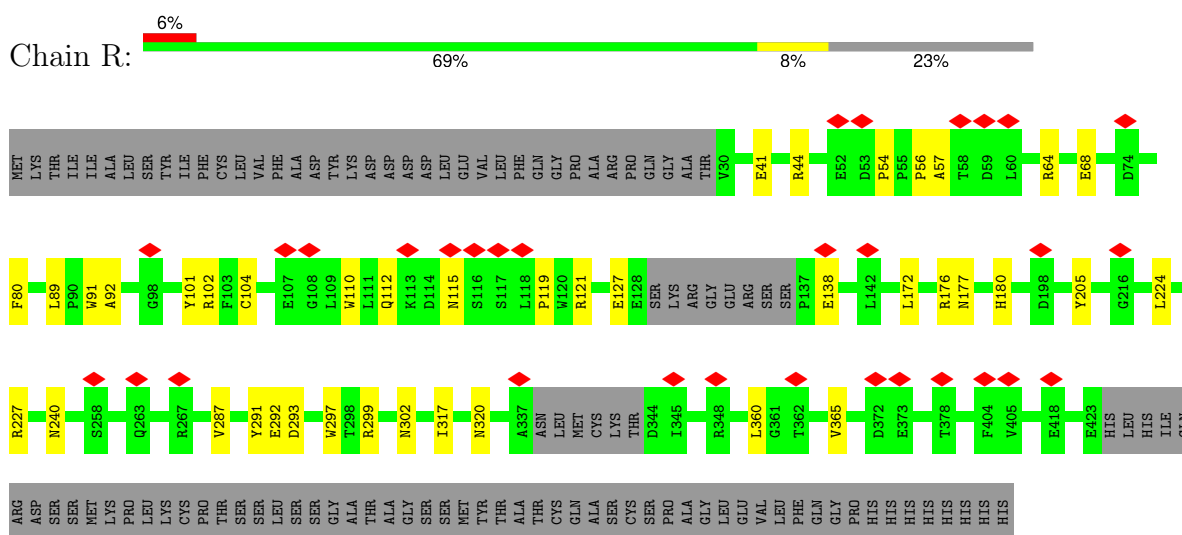 6%
Chain R:
69% 8% 23%
MET LYS THR ILE ILE ALA LEU SER TYR ILE PHE CYS LEU VAL PHE ALA ASP TYR LYS ASP ASP ASP ASP LEU GLU VAL LEU PHE GLN GLY PRO ALA ARG PRO GLN GLY ALA THR V30 E41 R44 E52 D53 P54 P55 P56 A57 T58 D59 L60 R64 E68 D74
F80 L89 P90 W91 A92 G98 Y101 R102 F103 C104 E107 G108 L109 W110 L111 Q112 K113 D114 N115 S116 S117 L118 P119 W120 R121 E127 E128 SER LYS ARG GLY GLU ARG SER SER P137 E138 L142 L172 R176 N177 H180 D198 Y205 G216 L224
R227 N240 S258 Q263 R267 V287 Y291 E292 D293 W297 T298 R299 N302 I317 N320 A337 ASN LEU MET CYS LYS THR D344 I345 R348 L360 G361 T362 V365 D372 E373 T378 F404 V405 E418 E423 HIS LEU HIS ILE
ARG ASP SER SER MET LYS PRO LEU LYS CYS PRO THR SER SER LEU SER SER GLY ALA THR ALA GLY SER SER MET TYR THR ALA THR CYS GLN ALA SER CYS SER PRO ALA GLY LEU GLU VAL LEU PHE GLN GLY PRO HIS HIS HIS HIS HIS HIS HIS HIS